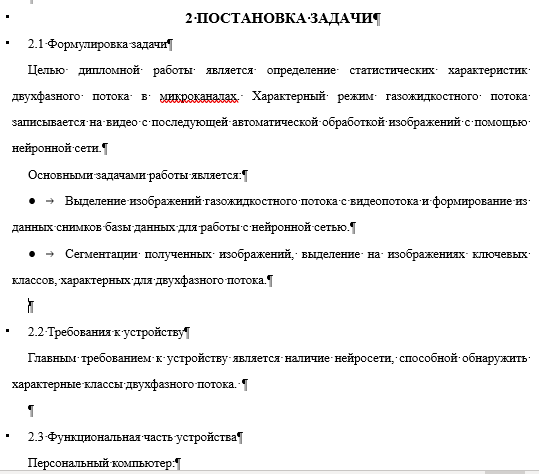 2 ПОСТАНОВКА ЗАДАЧИ¶
2.1 Формулировка задачи¶
Целью дипломной работы является определение статистических характеристик
двухфазного потока в микроканалах. Характерный режим газожидкостного потока
записывается на видео с последующей автоматической обработкой изображений с помощью
нейронной сети.¶
Основными задачами работы является:¶
● → Выделение изображений газожидкостного потока с видеопотока и формирование из
данных снимков базы данных для работы с нейронной сетью.¶
● → Сегментации полученных изображений, выделение на изображениях ключевых
классов, характерных для двухфазного потока.¶
¶
2.2 Требования к устройству¶
Главным требованием к устройству является наличие нейросети, способной обнаружить
характерные классы двухфазного потока. ¶
¶
2.3 Функциональная часть устройства¶
Персональный компьютер:¶